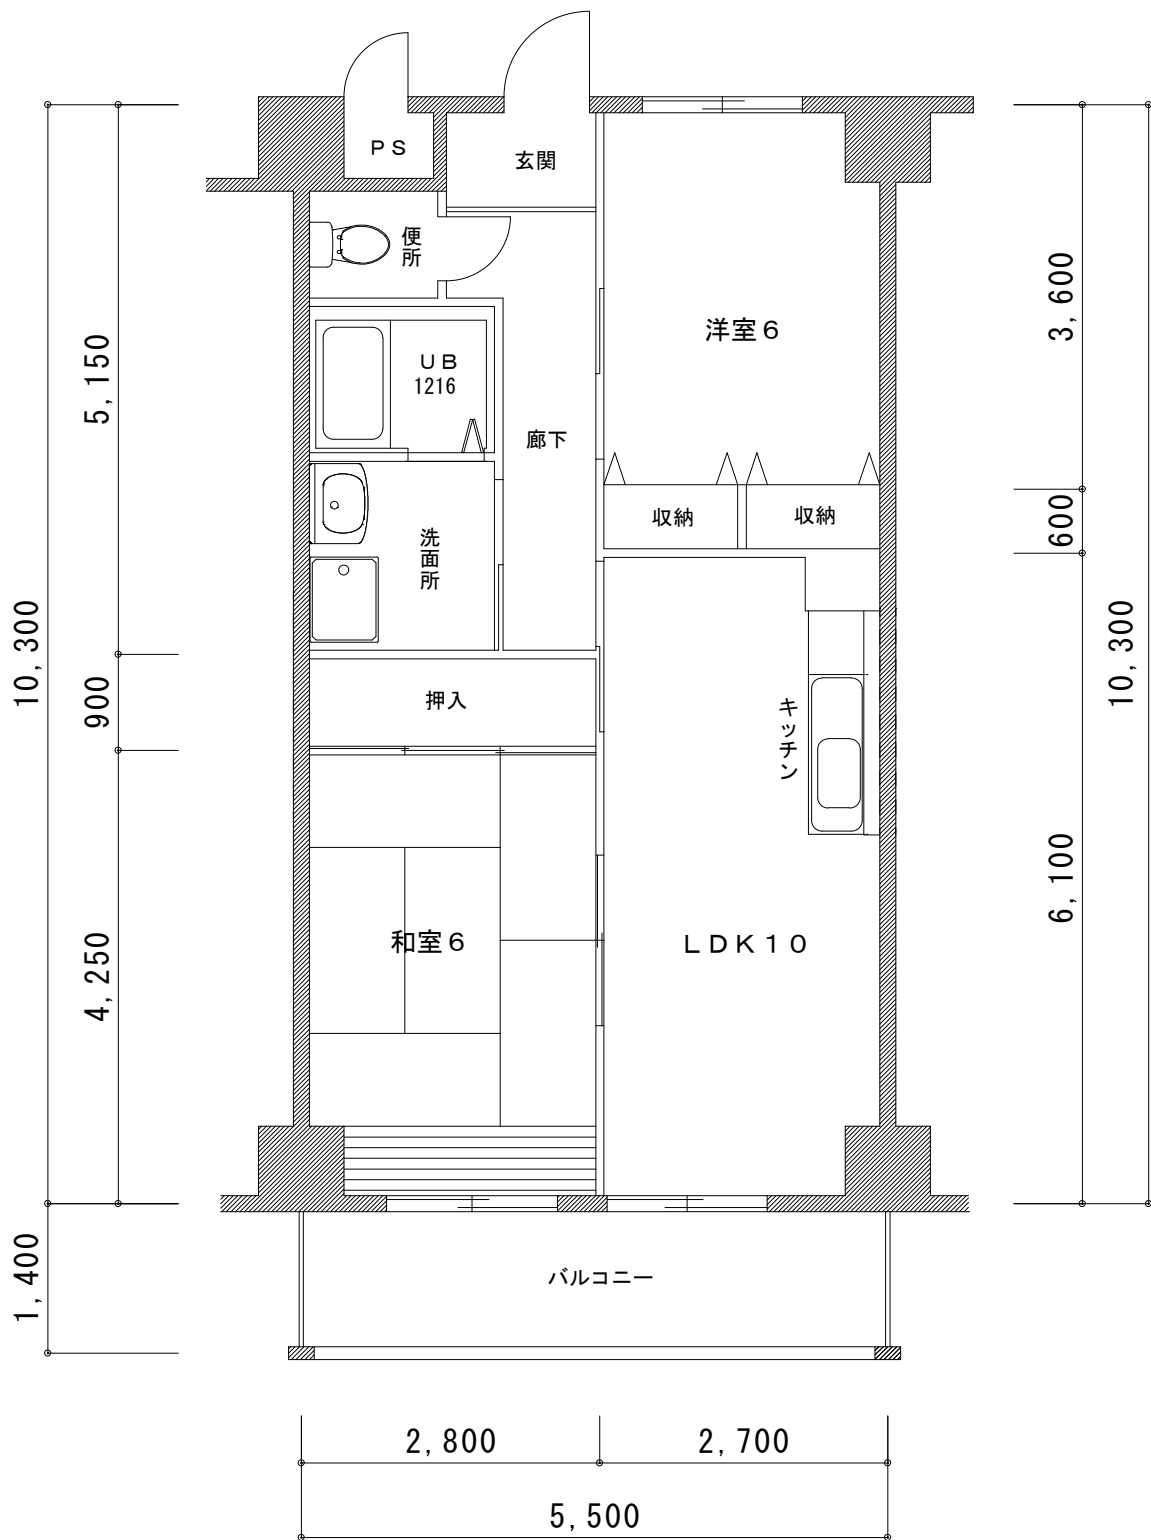 ＰＳ
玄関
便所
洋室６
3,600
5,150
ＵＢ
1216
廊下
収納
収納
600
洗面所
10,300
10,300
900
押入
キッチン
6,100
和室６
ＬＤＫ１０
4,250
1,400
バルコニー
2,800
2,700
5,500